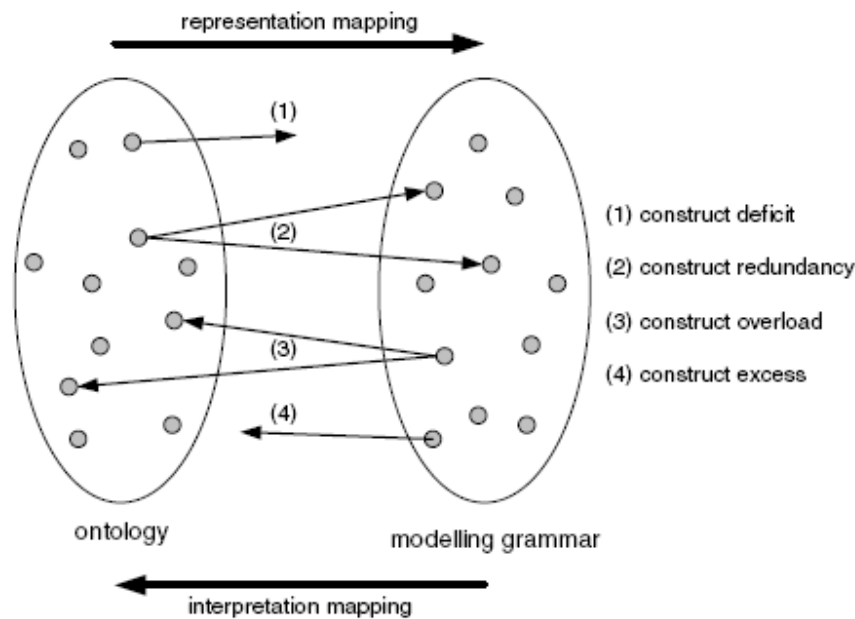 representation mapping
(1)
(2)
(3)
(4)
(1) construct deficit
(2) construct redundancy
(3) construct overload
(4) construct excess
ontology
modelling grammar
interpretation mapping